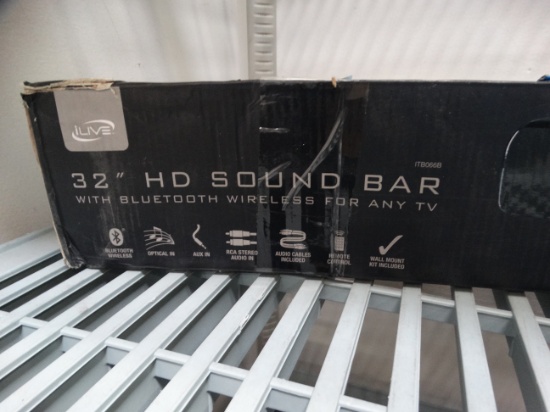 iLIVE
ITB066B
32" HD SOUND BAR
WITH BLUETOOTH WIRELESS FOR ANY TV
BLUETOOTH WIRELESS
OPTICAL IN
AUX IN
RCA STEREO AUDIO IN
AUDIO CABLES INCLUDED
REMOTE CONTROL
WALL MOUNT KIT INCLUDED